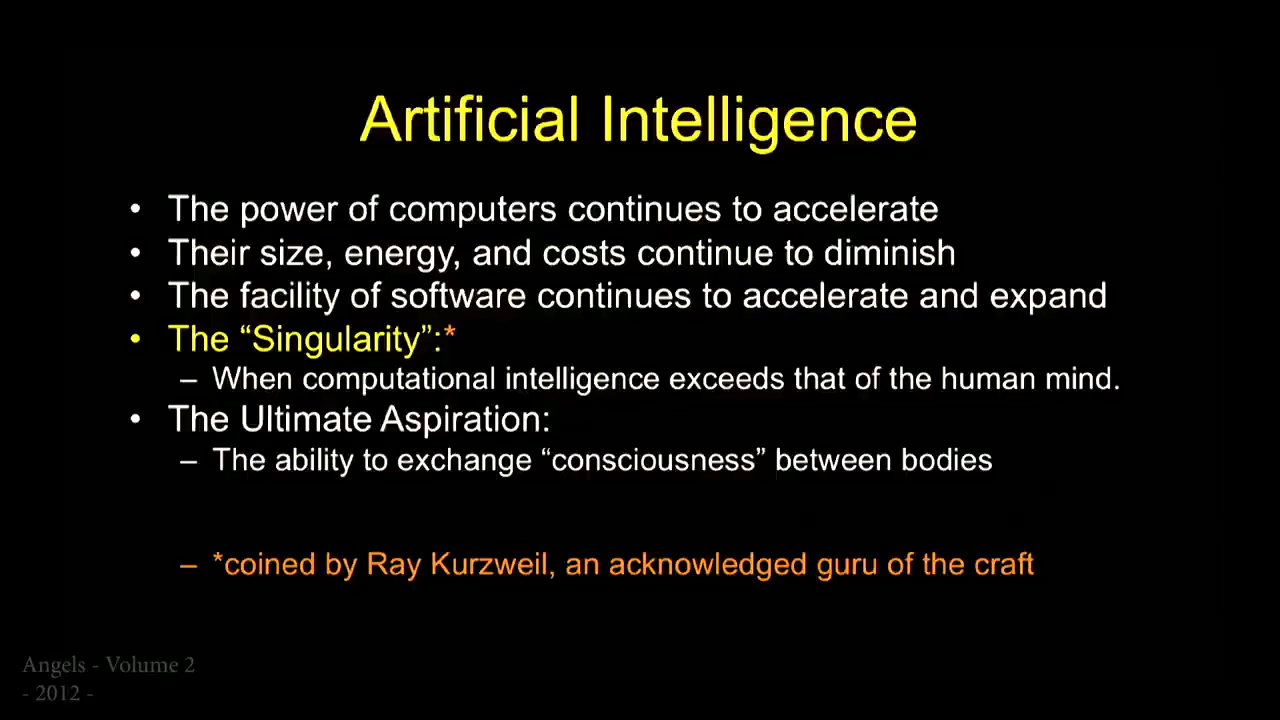 Artificial Intelligence
• The power of computers continues to accelerate
• Their size, energy, and costs continue to diminish
• The facility of software continues to accelerate and expand
• The “Singularity”:*
– When computational intelligence exceeds that of the human mind.
• The Ultimate Aspiration:
– The ability to exchange “consciousness” between bodies
– *coined by Ray Kurzweil, an acknowledged guru of the craft
Angels - Volume 2
- 2012 -